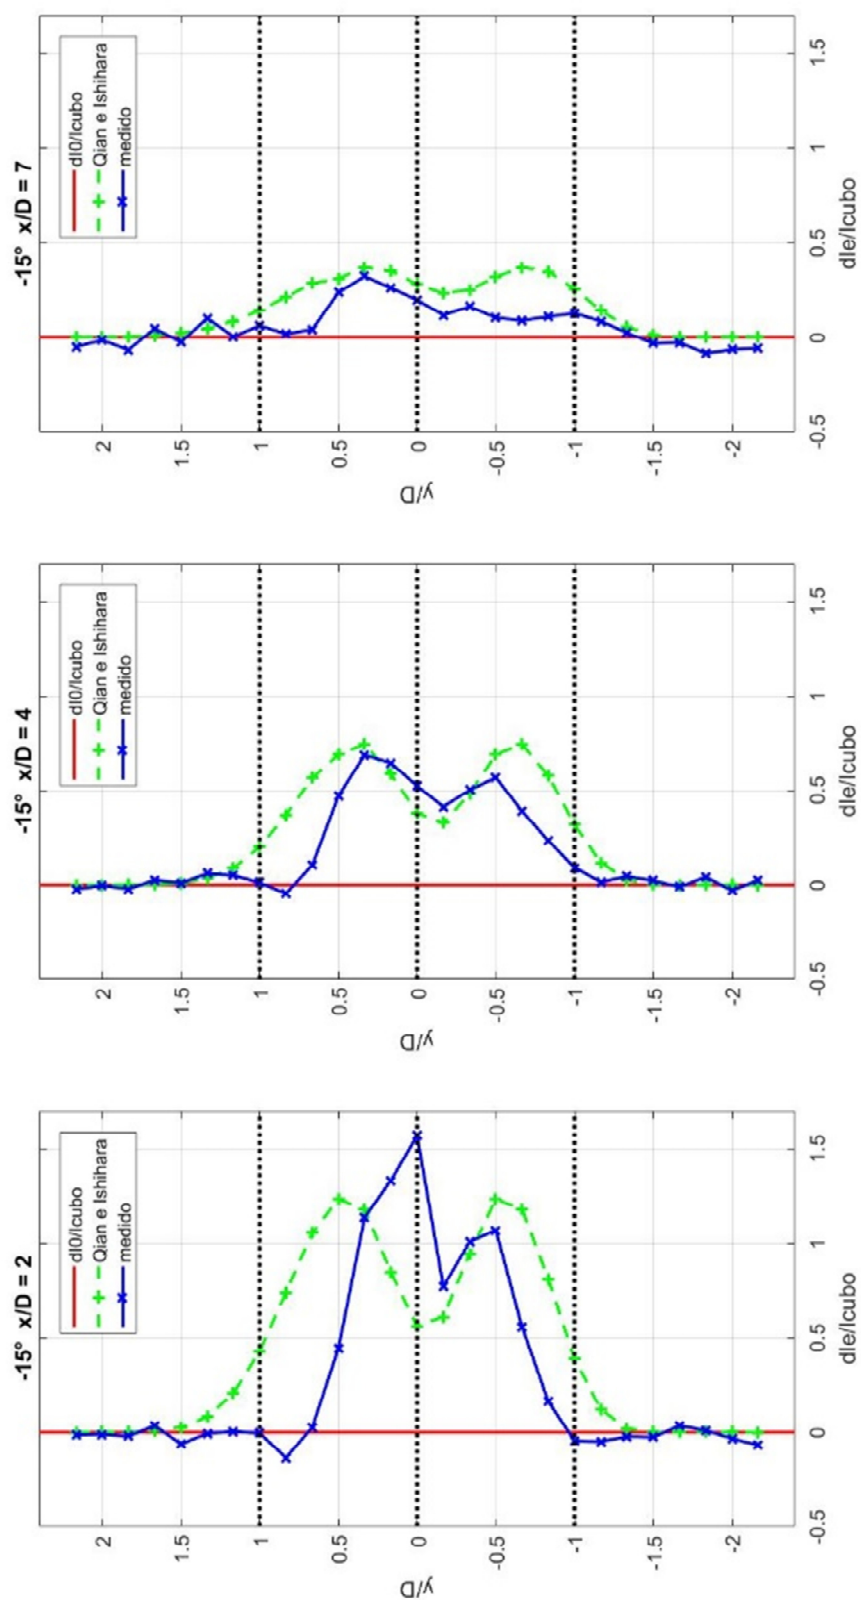 -15° x/D = 2
dI0/Icubo
Qian e Ishihara
medido
y/D
2
1.5
1
0.5
0
-0.5
-1
-1.5
-2
-0.5 0 0.5 1 1.5
dIe/Icubo
-15° x/D = 4
dI0/Icubo
Qian e Ishihara
medido
y/D
2
1.5
1
0.5
0
-0.5
-1
-1.5
-2
-0.5 0 0.5 1 1.5
dIe/Icubo
-15° x/D = 7
dI0/Icubo
Qian e Ishihara
medido
y/D
2
1.5
1
0.5
0
-0.5
-1
-1.5
-2
-0.5 0 0.5 1 1.5
dIe/Icubo